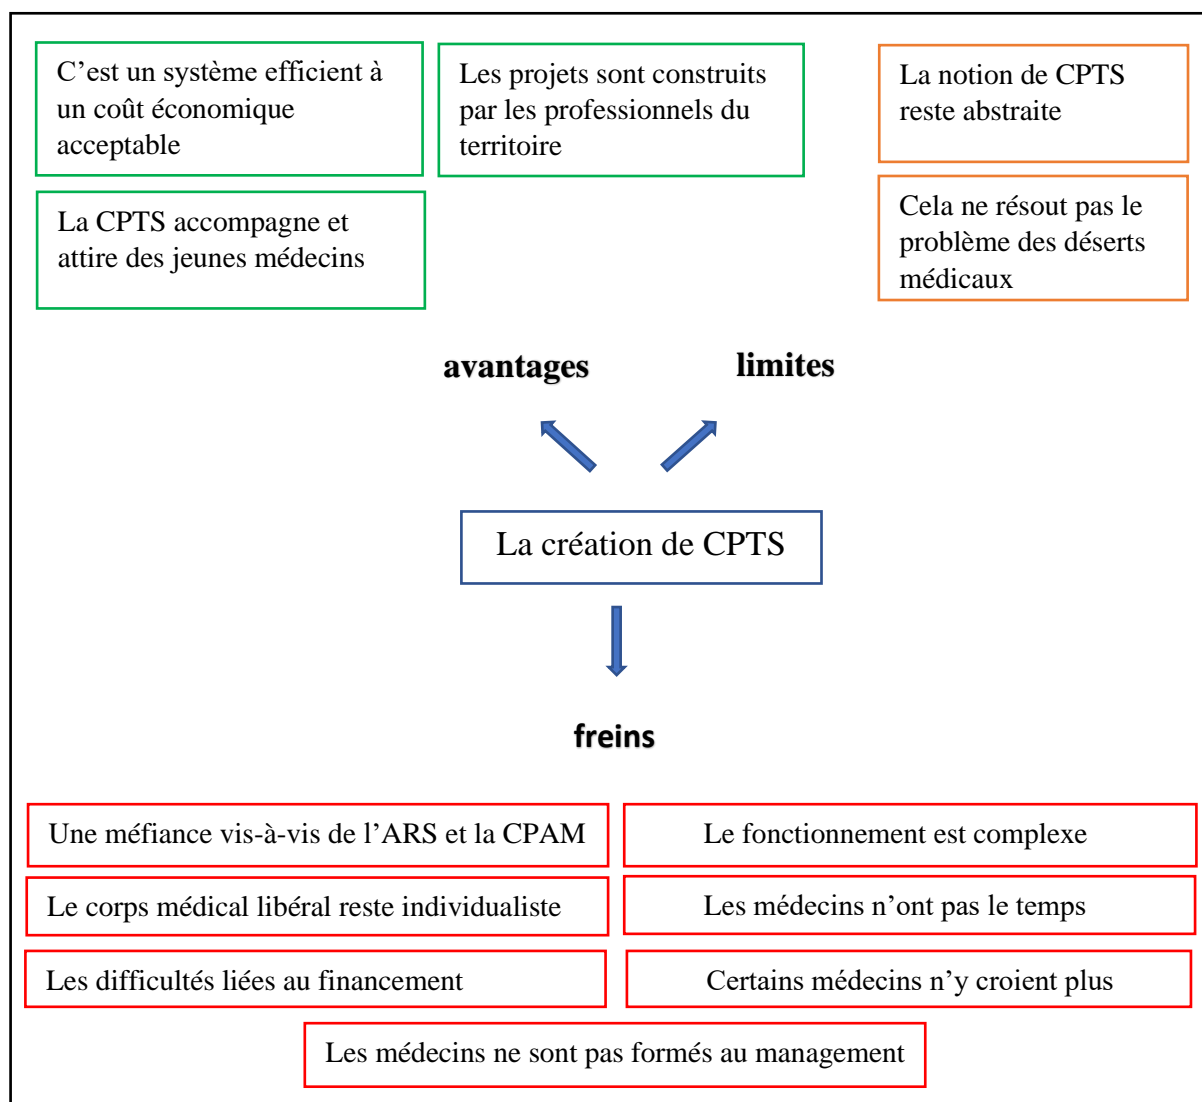 C’est un système efficient à
un coût économique
acceptable
Les projets sont construits
par les professionnels du
territoire
La notion de CPTS
reste abstraite
La CPTS accompagne et
attire des jeunes médecins
Cela ne résout pas le
problème des déserts
médicaux
avantages
limites
La création de CPTS
freins
Une méfiance vis-à-vis de l’ARS et la CPAM
Le fonctionnement est complexe
Le corps médical libéral reste individualiste
Les médecins n’ont pas le temps
Les difficultés liées au financement
Certains médecins n’y croient plus
Les médecins ne sont pas formés au management